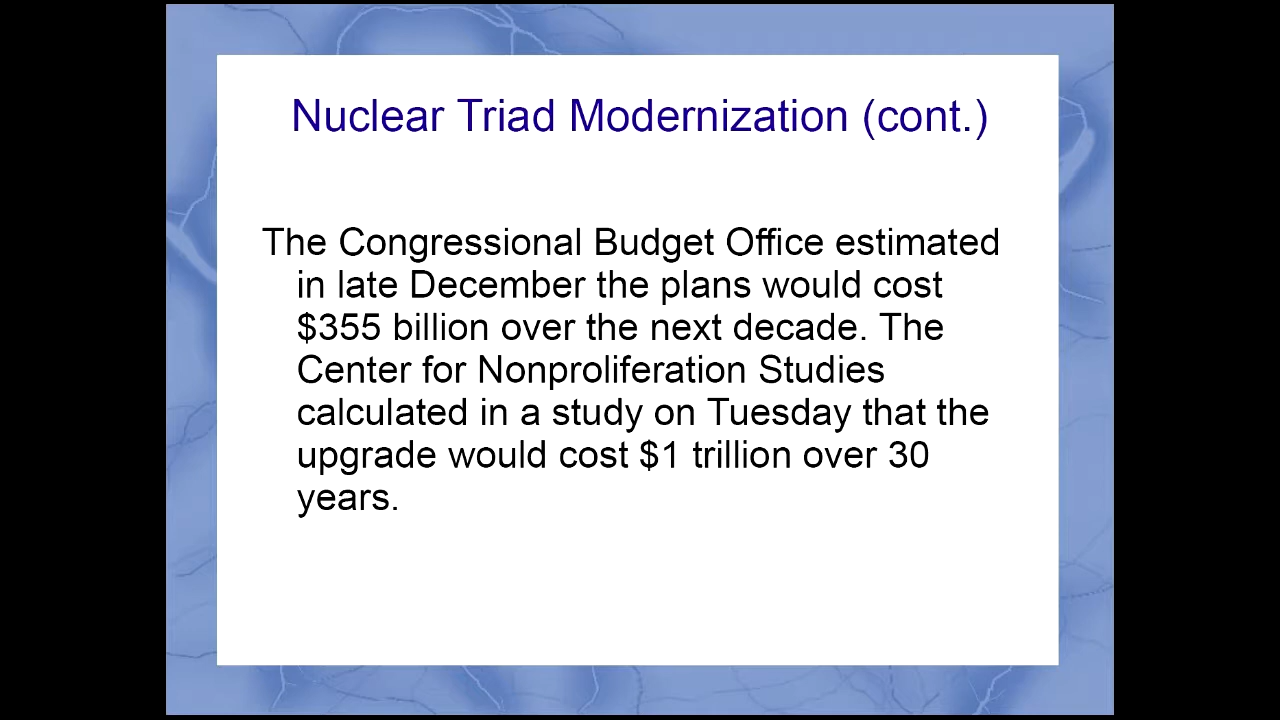 Nuclear Triad Modernization (cont.)
The Congressional Budget Office estimated
in late December the plans would cost
$355 billion over the next decade. The
Center for Nonproliferation Studies
calculated in a study on Tuesday that the
upgrade would cost $1 trillion over 30
years.